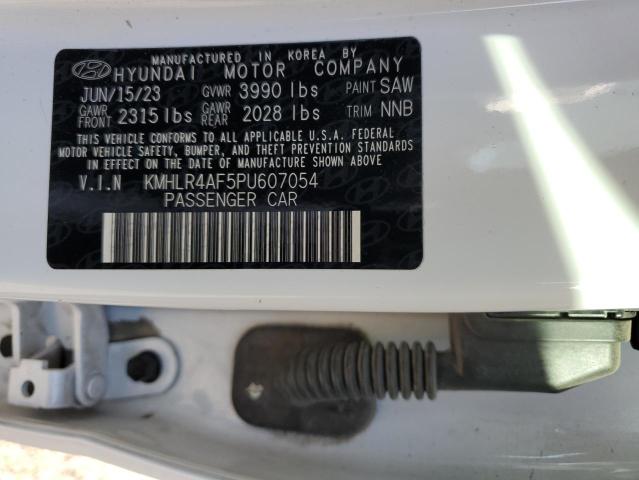 MANUFACTURED IN KOREA BY
HYUNDAI MOTOR COMPANY
JUN/15/23 GVWR 3990 lbs PAINT SAW
GAWR FRONT 2315 lbs GAWR REAR 2028 lbs TRIM NNB
THIS VEHICLE CONFORMS TO ALL APPLICABLE U.S.A. FEDERAL
MOTOR VEHICLE SAFETY, BUMPER, AND THEFT PREVENTION STANDARDS
IN EFFECT ON THE DATE OF MANUFACTURE SHOWN ABOVE.
V.I.N KMHLR4AF5PU607054
PASSENGER CAR